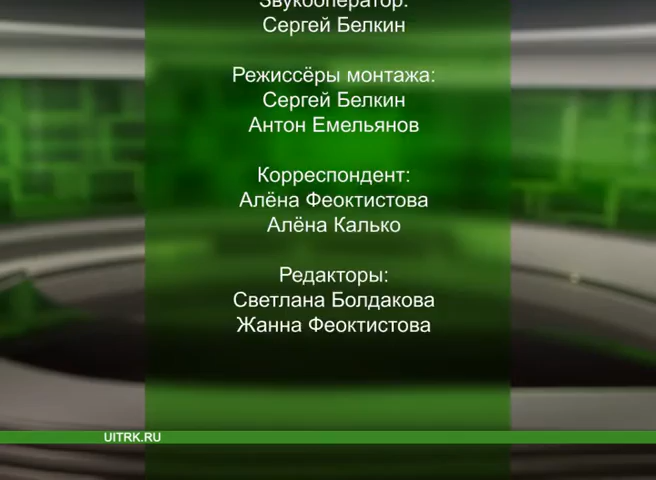 Звукооператор:
Сергей Белкин
Режиссёры монтажа:
Сергей Белкин
Антон Емельянов
Корреспондент:
Алёна Феоктистова
Алёна Калько
Редакторы:
Светлана Болдакова
Жанна Феоктистова
UITRK.RU